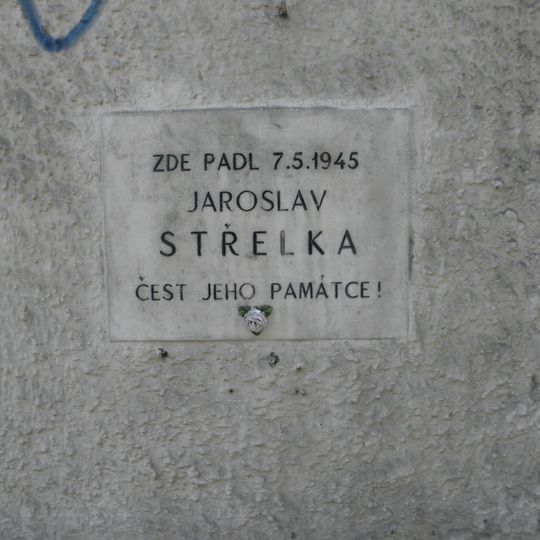 ZDE PADL 7.5.1945
JAROSLAV
STŘELKA
ČEST JEHO PAMÁTCE!